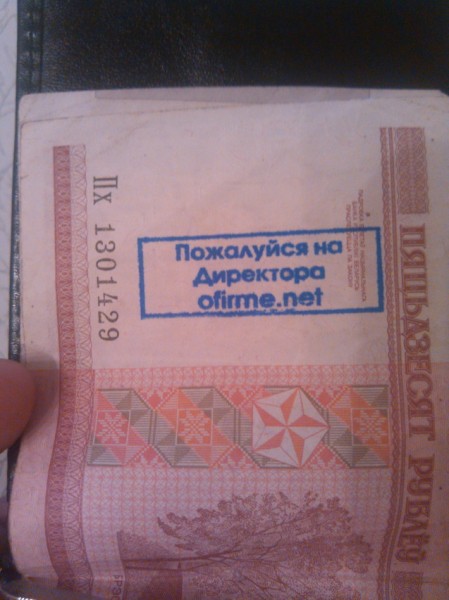 Пх 1301429
Пожалуйся на
Директора
ofirme.net
ПЯЦЬДЗЕСЯТ РУБЛЁЎ